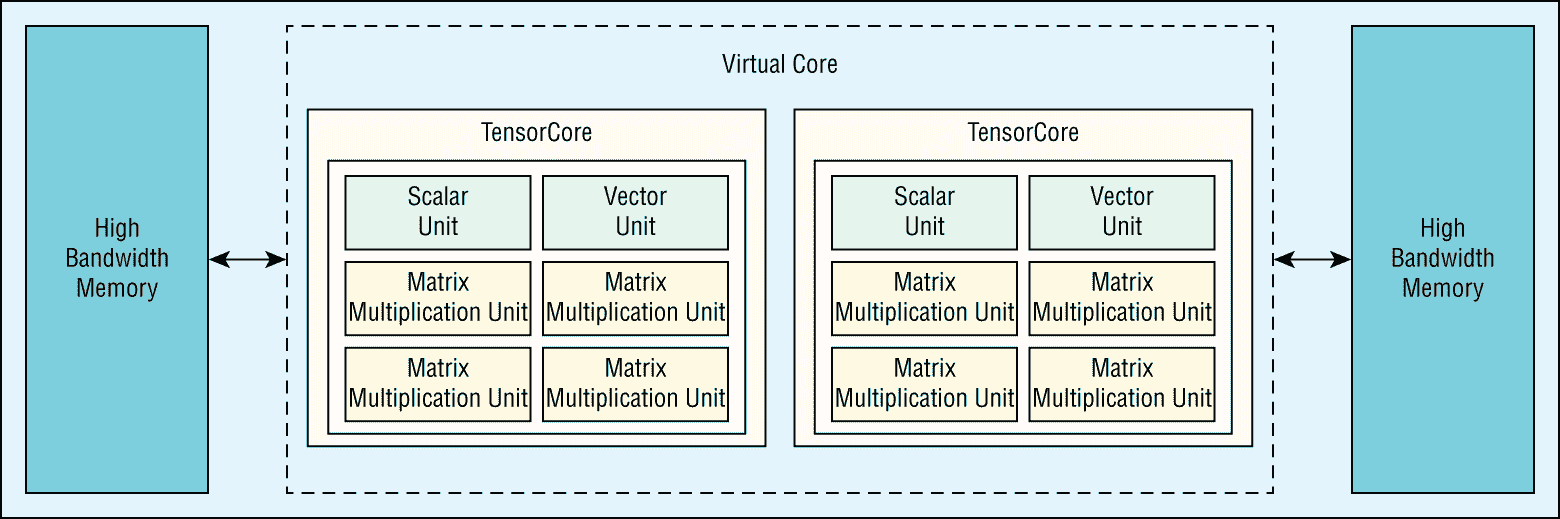 High
Bandwidth
Memory
Virtual Core
TensorCore
Scalar
Unit
Vector
Unit
Matrix
Multiplication Unit
Matrix
Multiplication Unit
Matrix
Multiplication Unit
Matrix
Multiplication Unit
TensorCore
Scalar
Unit
Vector
Unit
Matrix
Multiplication Unit
Matrix
Multiplication Unit
Matrix
Multiplication Unit
Matrix
Multiplication Unit
High
Bandwidth
Memory